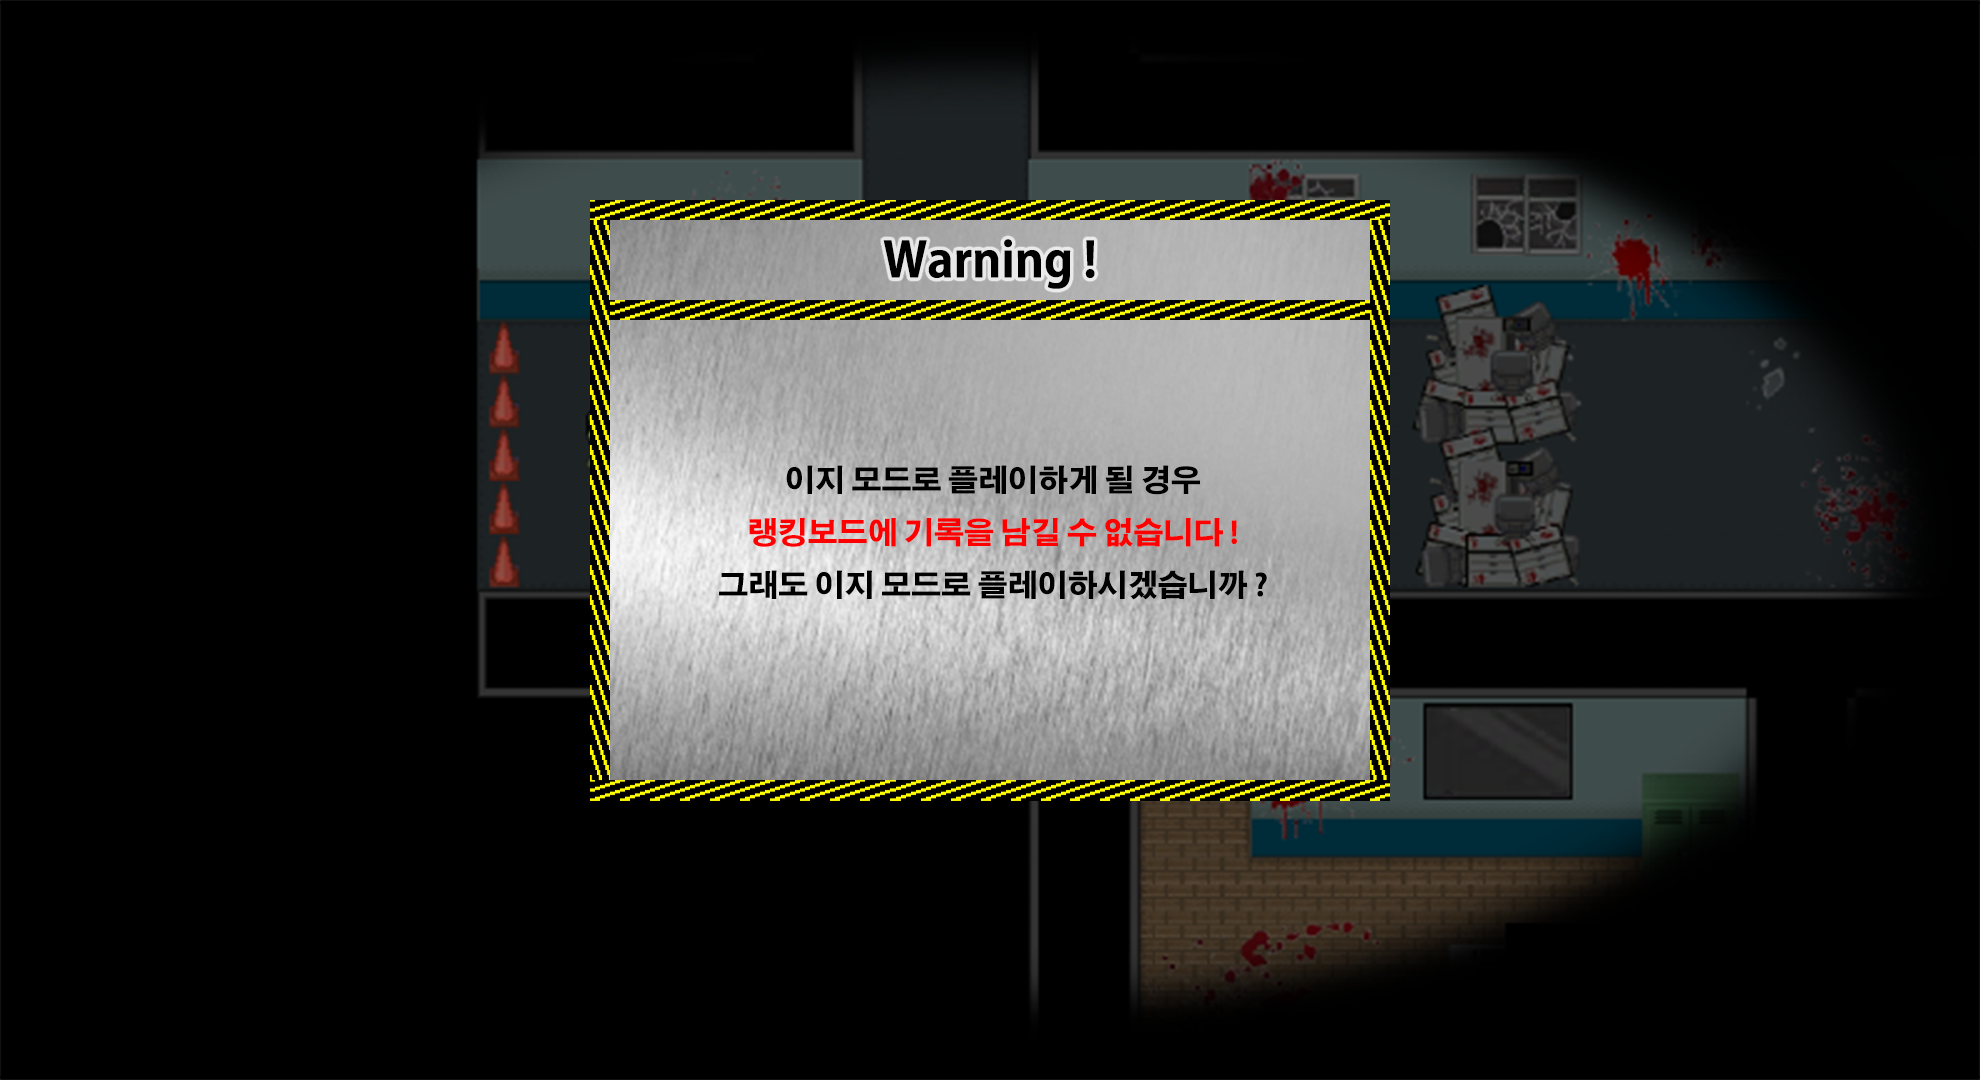 Warning !
이지 모드로 플레이하게 될 경우
랭킹보드에 기록을 남길 수 없습니다 !
그래도 이지 모드로 플레이하시겠습니까 ?